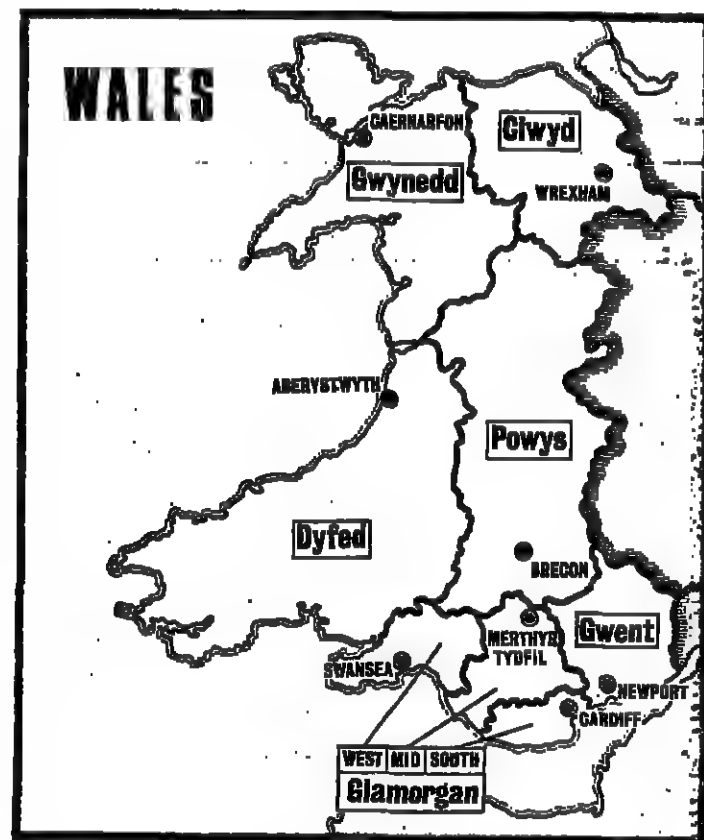 WALES
CAERNARFON
Clwyd
Gwynedd
WREXHAM
ABERYSTWYTH
Powys
Dyfed
BRECON
MERTHYR
TYDFIL
Gwent
SWANSEA
NEWPORT
CARDIFF
WEST MID SOUTH
Glamorgan